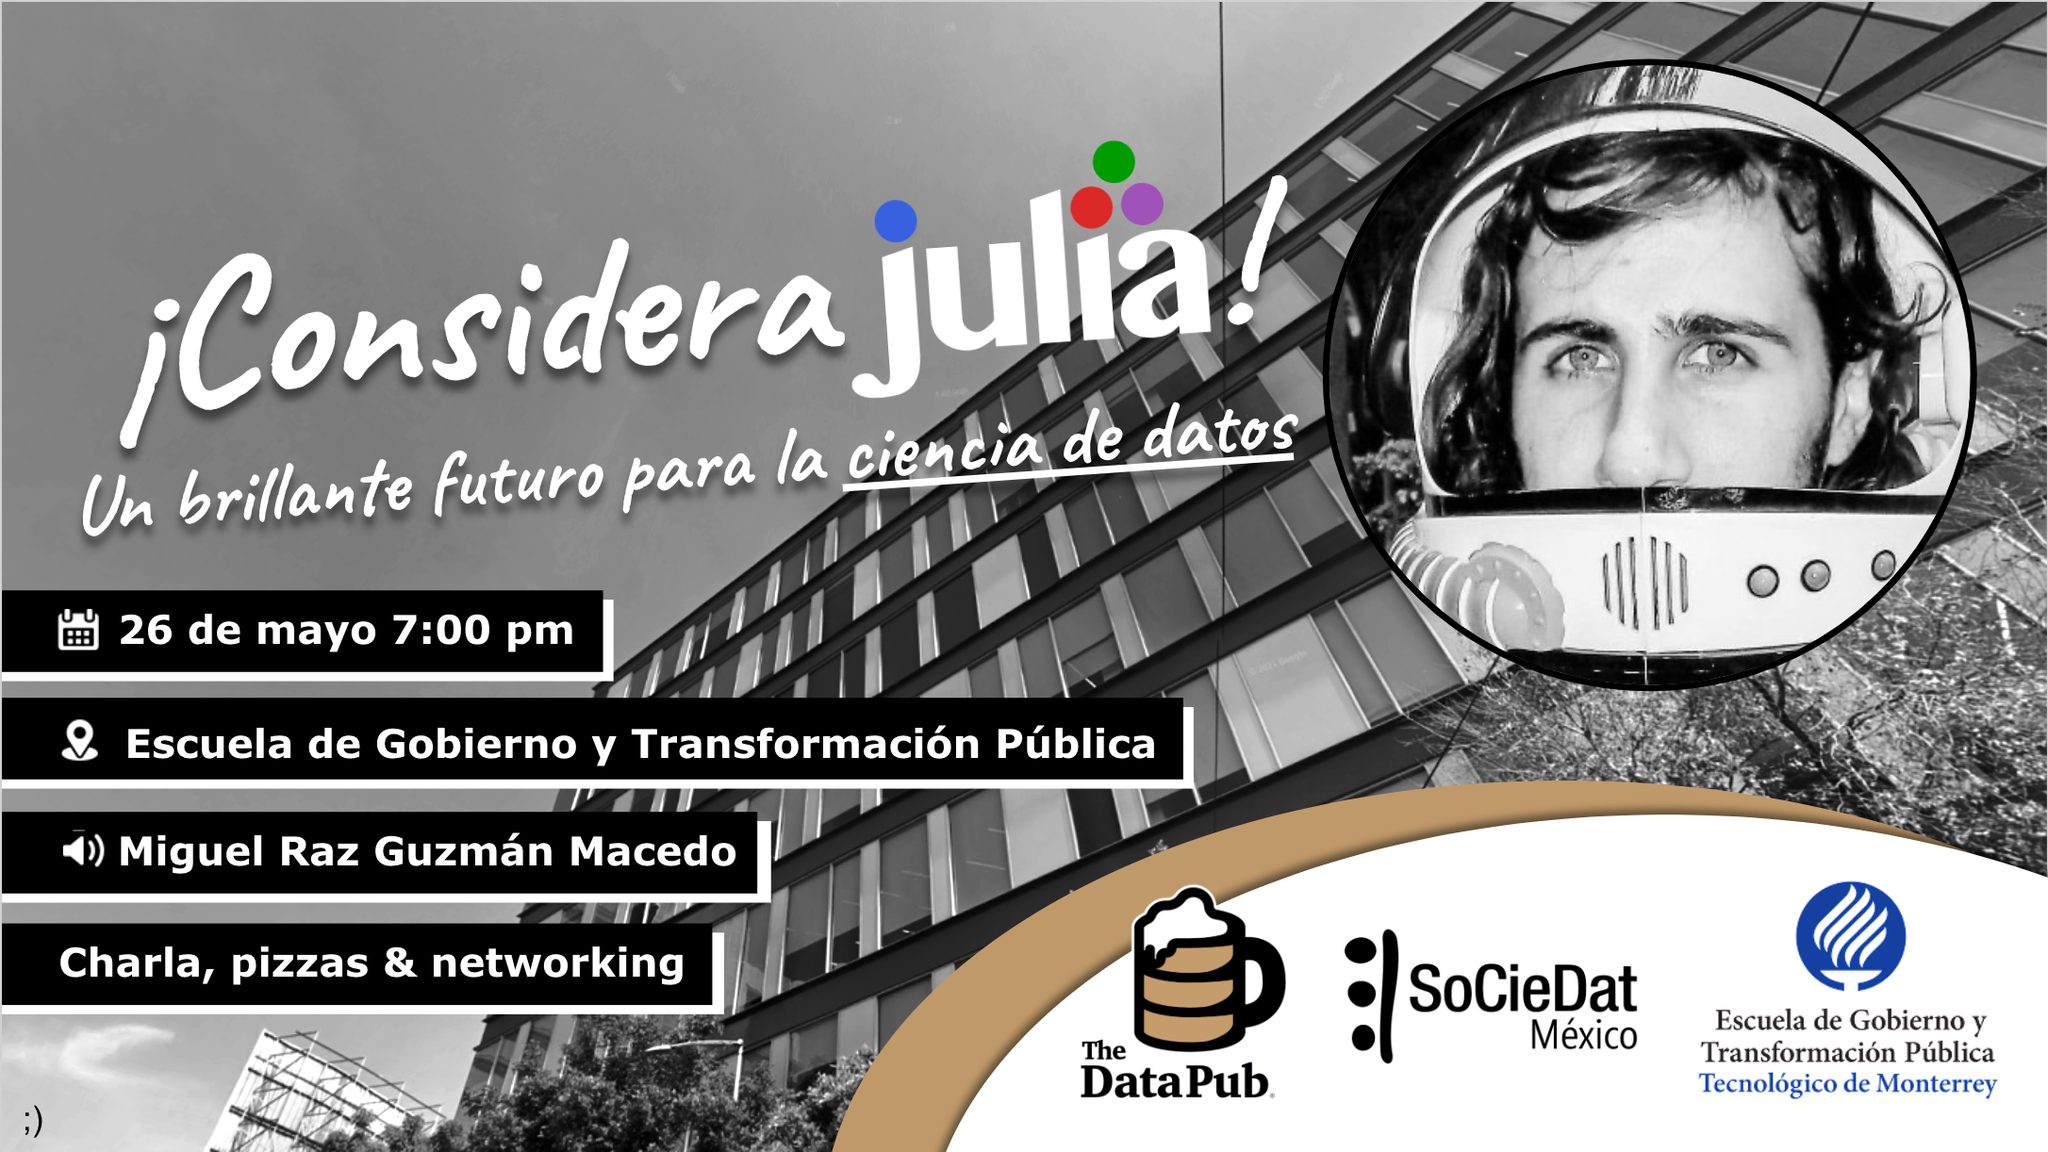 ¡Considera julia!
Un brillante futuro para la ciencia de datos
26 de mayo 7:00 pm
Escuela de Gobierno y Transformación Pública
Miguel Raz Guzmán Macedo
Charla, pizzas & networking
;)
The
DataPub
SoCieDat
México
Escuela de Gobierno y
Transformación Pública
Tecnológico de Monterrey